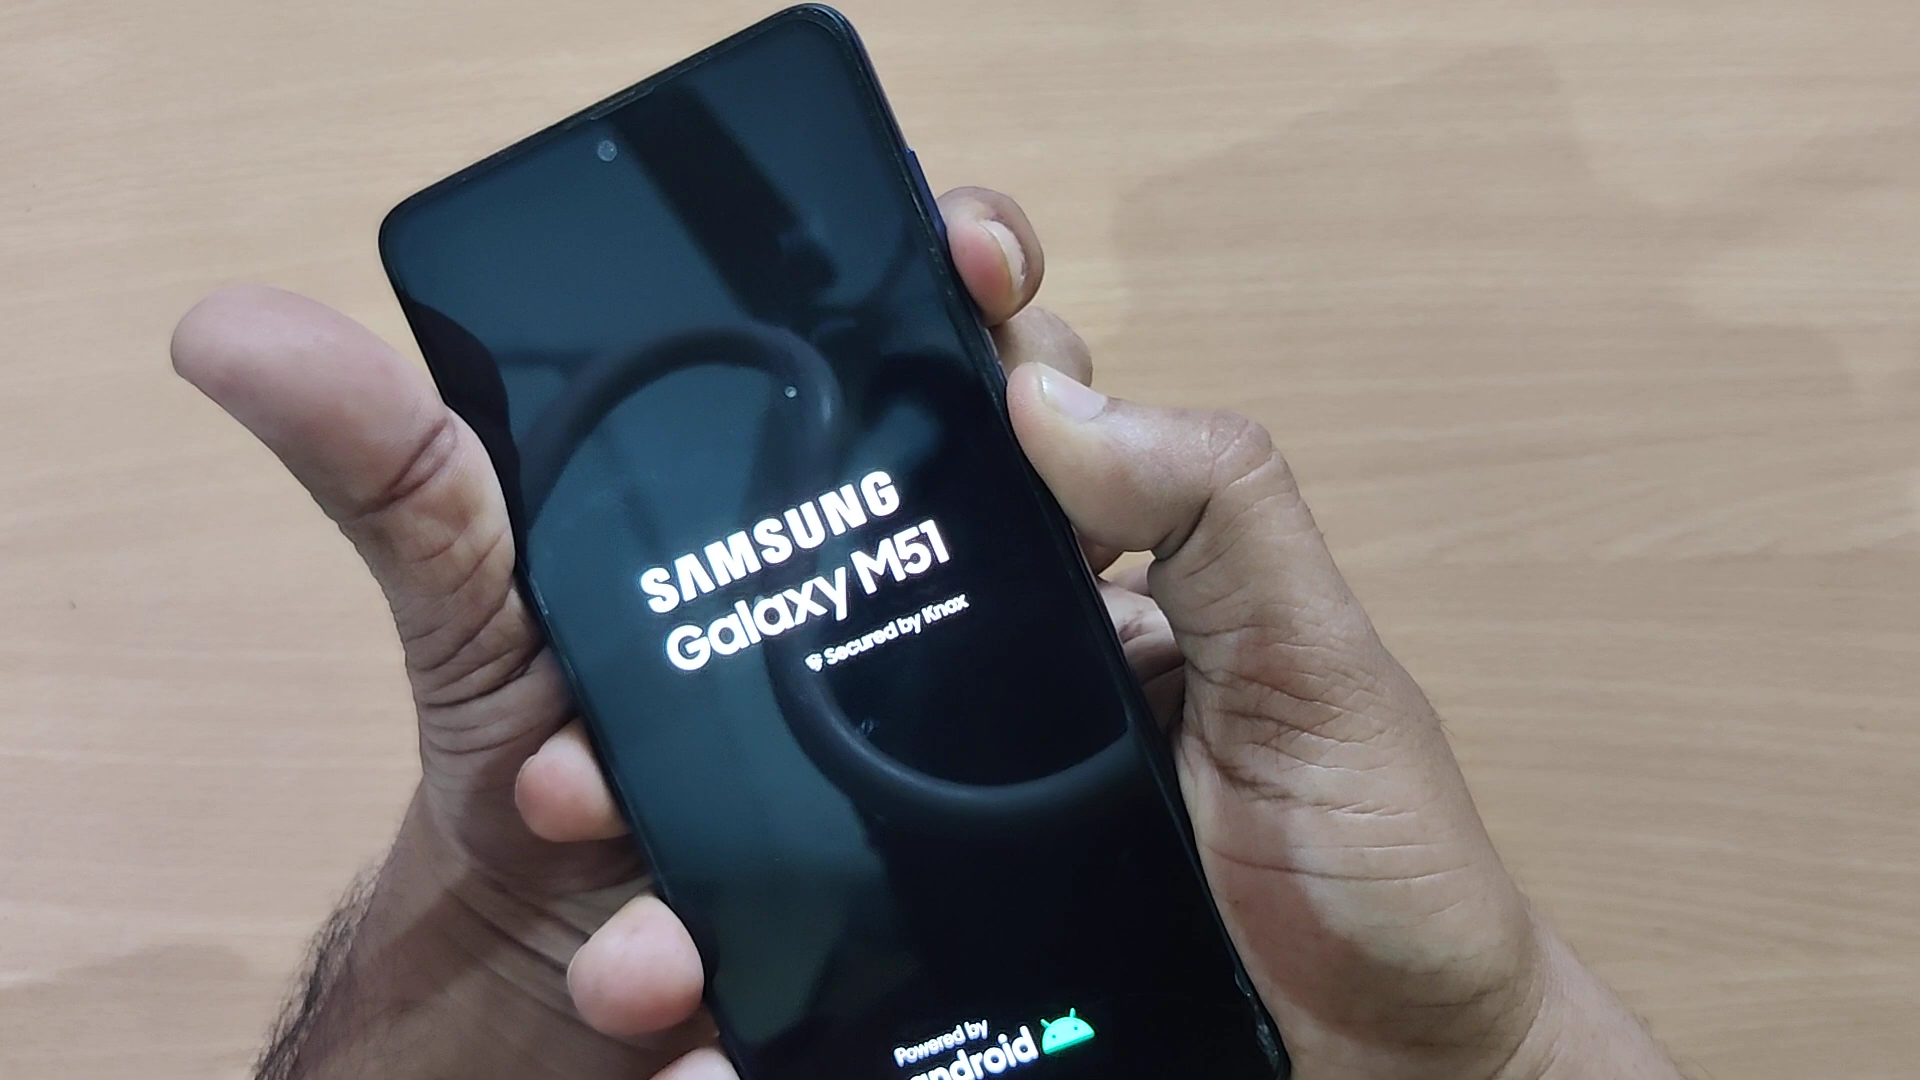 SAMSUNG
Galaxy M51
Secured by Knox
Powered by
android